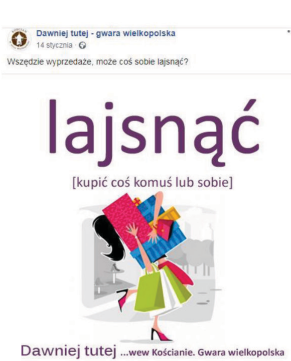 Dawniej tutej - gwara wielkopolska
14 stycznia
Wszędzie wyprzedaże, może coś sobie lajsnąć?
lajsnąć
[kupić coś komuś lub sobie]
Dawniej tutej ...wew Kościanie. Gwara wielkopolska